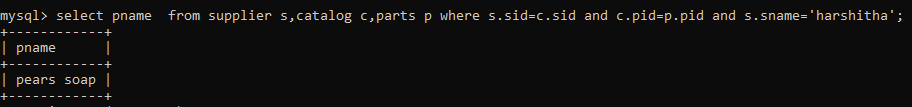 mysql> select pname  from supplier s,catalog c,parts p where s.sid=c.sid and c.pid=p.pid and s.sname='harshitha';
+------------+
| pname      |
+------------+
| pears soap |
+------------+